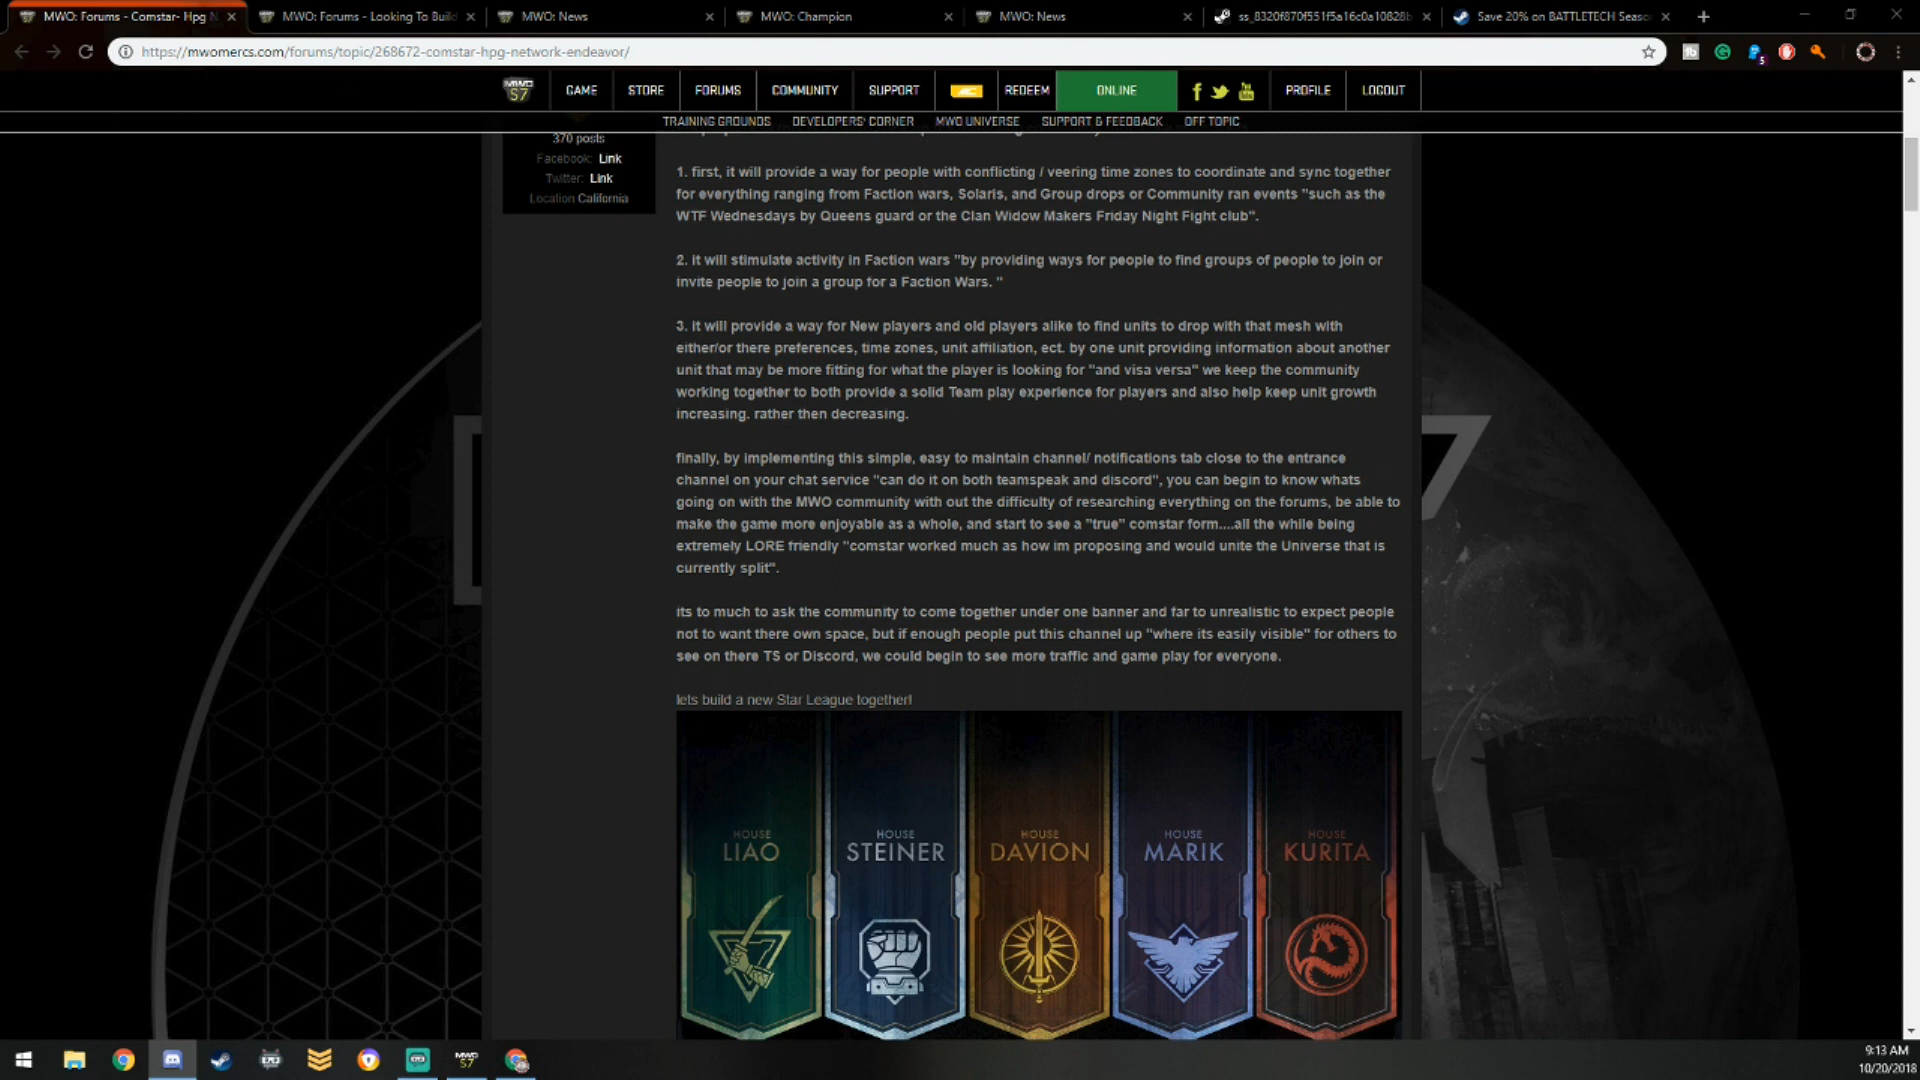 MWO: Forums - Comstar- Hpg N
MWO: Forums - Looking To Build
MWO: News
MWO: Champion
MWO: News
ss_8320f870f551f5a16c0a10828b
Save 20% on BATTLETECH Season
https://mwomercs.com/forums/topic/268672-comstar-hpg-network-endeavor/
MWO S7
GAME
STORE
FORUMS
COMMUNITY
SUPPORT
REDEEM
ONLINE
PROFILE
LOGOUT
TRAINING GROUNDS
DEVELOPERS' CORNER
MWO UNIVERSE
SUPPORT & FEEDBACK
OFF TOPIC
370 posts
Facebook: Link
Twitter: Link
Location California
1. first, it will provide a way for people with conflicting / veering time zones to coordinate and sync together
for everything ranging from Faction wars, Solaris, and Group drops or Community ran events "such as the
WTF Wednesdays by Queens guard or the Clan Widow Makers Friday Night Fight club".
2. it will stimulate activity in Faction wars "by providing ways for people to find groups of people to join or
invite people to join a group for a Faction Wars. "
3. it will provide a way for New players and old players alike to find units to drop with that mesh with
either/or there preferences, time zones, unit affiliation, ect. by one unit providing information about another
unit that may be more fitting for what the player is looking for "and visa versa" we keep the community
working together to both provide a solid Team play experience for players and also help keep unit growth
increasing. rather then decreasing.
finally, by implementing this simple, easy to maintain channel/ notifications tab close to the entrance
channel on your chat service "can do it on both teamspeak and discord", you can begin to know whats
going on with the MWO community with out the difficulty of researching everything on the forums, be able to
make the game more enjoyable as a whole, and start to see a "true" comstar form....all the while being
extremely LORE friendly "comstar worked much as how im proposing and would unite the Universe that is
currently split".
its to much to ask the community to come together under one banner and far to unrealistic to expect people
not to want there own space, but if enough people put this channel up "where its easily visible" for others to
see on there TS or Discord, we could begin to see more traffic and game play for everyone.
lets build a new Star League together!
HOUSE LIAO
HOUSE STEINER
HOUSE DAVION
HOUSE MARIK
HOUSE KURITA
MWO S7
9:13 AM
10/20/2018